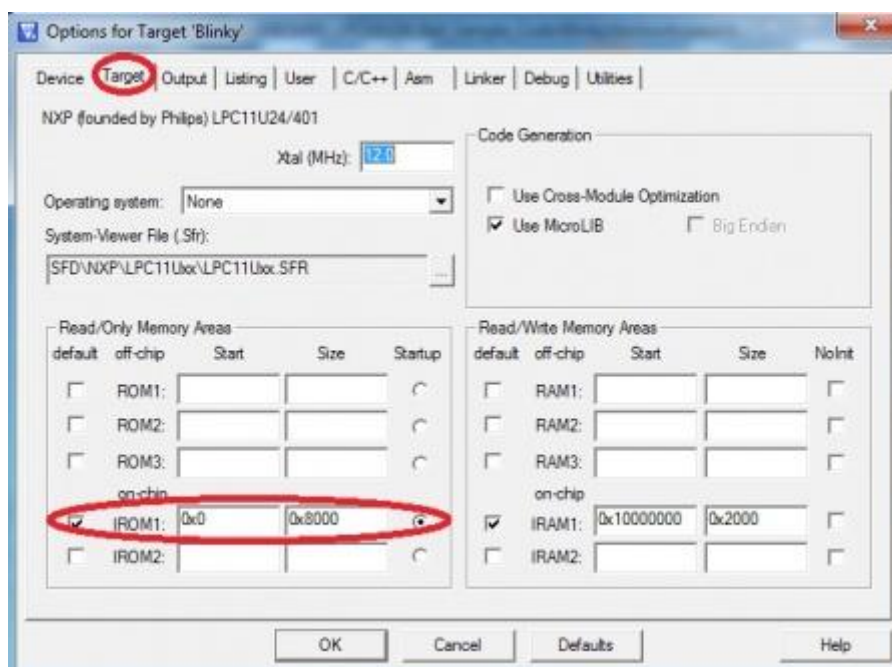 Options for Target 'Blinky'
Device Target Output Listing User C/C++ Asm Linker Debug Utilities
NXP (founded by Philips) LPC11U24/401
Xtal (MHz): 12.0
Operating system: None
System-Viewer File (.Sfr):
SFD\NXP\LPC11Uxx\LPC11Uxx.SFR ...
Code Generation
Use Cross-Module Optimization
Use MicroLIB Big Endian
Read/Only Memory Areas
default off-chip Start Size Startup
ROM1:
ROM2:
ROM3:
on-chip
IROM1: 0x0 0x8000
IROM2:
Read/Write Memory Areas
default off-chip Start Size NoInit
RAM1:
RAM2:
RAM3:
on-chip
IRAM1: 0x10000000 0x2000
IRAM2:
OK Cancel Defaults Help